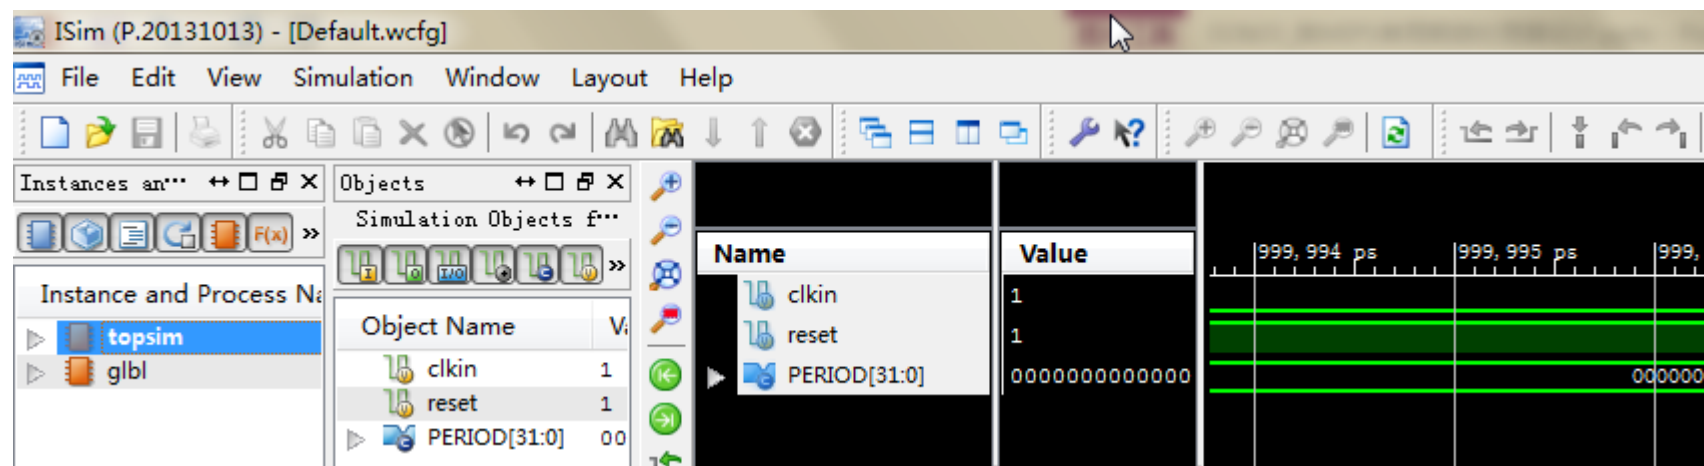 ISim (P.20131013) - [Default.wcfg]
File Edit View Simulation Window Layout Help
Instances an…
Objects
Simulation Objects f…
F(x) »
I O I/O C »
Name Value
999,994 ps 999,995 ps 999,
Instance and Process Na
Object Name
clkin 1
reset 1
PERIOD[31:0] 0000000000000
000000
topsim
glbl
clkin 1
reset 1
PERIOD[31:0] 00